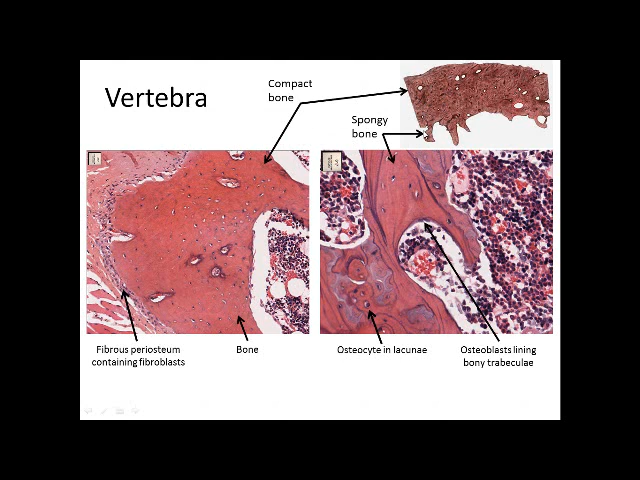 Vertebra
Compact
bone
Spongy
bone
Fibrous periosteum
containing fibroblasts
Bone
Osteocyte in lacunae
Osteoblasts lining
bony trabeculae